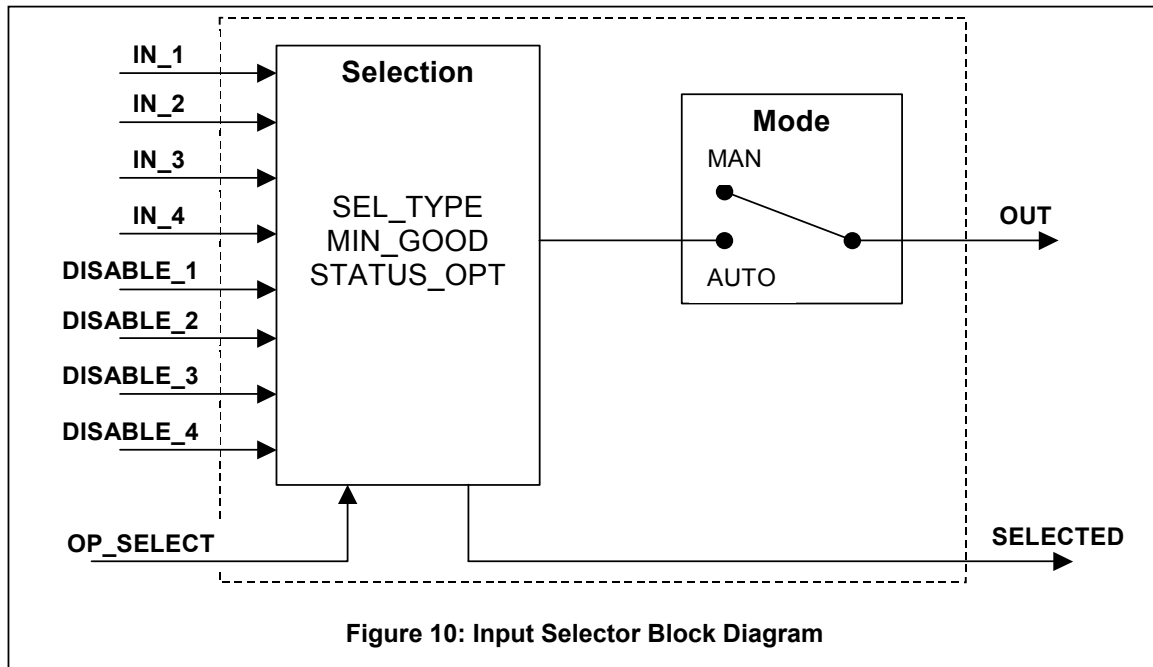 IN_1
IN_2
IN_3
IN_4
DISABLE_1
DISABLE_2
DISABLE_3
DISABLE_4
OP_SELECT
Selection
SEL_TYPE
MIN_GOOD
STATUS_OPT
Mode
MAN
AUTO
OUT
SELECTED
Figure 10: Input Selector Block Diagram